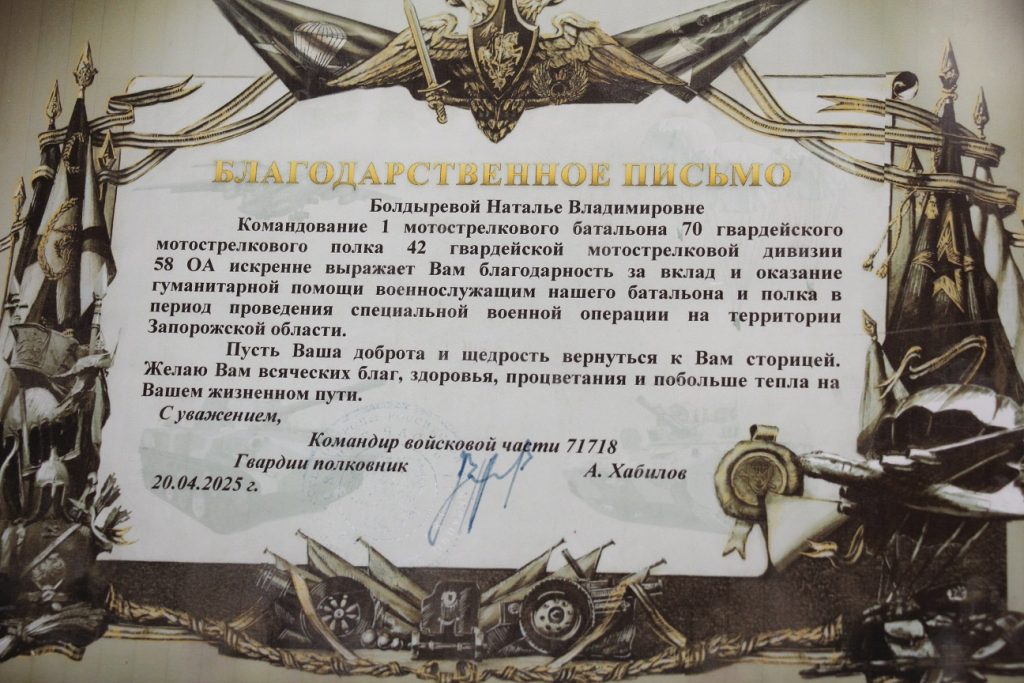 БЛАГОДАРСТВЕННОЕ ПИСЬМО
Болдыревой Наталье Владимировне
Командование 1 мотострелкового батальона 70 гвардейского
мотострелкового полка 42 гвардейской мотострелковой дивизии
58 ОА искренне выражает Вам благодарность за вклад и оказание
гуманитарной помощи военнослужащим нашего батальона и полка в
период проведения специальной военной операции на территории
Запорожской области.
Пусть Ваша доброта и щедрость вернуться к Вам сторицей.
Желаю Вам всяческих благ, здоровья, процветания и побольше тепла на
Вашем жизненном пути.
С уважением,
Командир войсковой части 71718
Гвардии полковник А. Хабилов
20.04.2025 г.